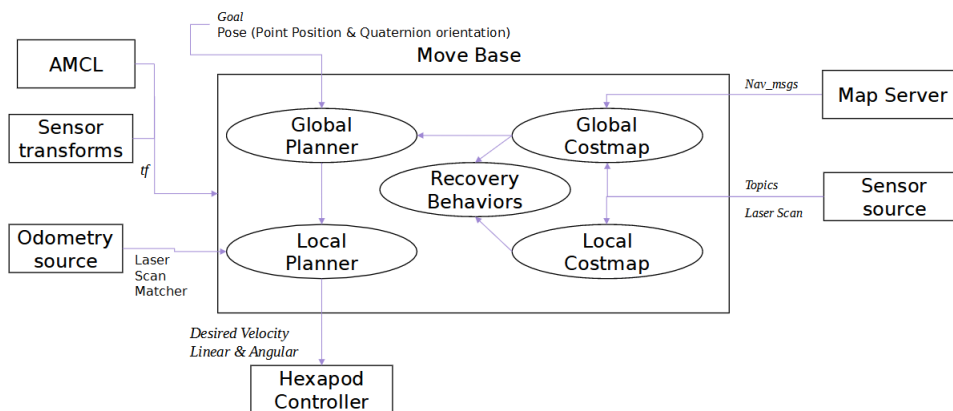 Goal
Pose (Point Position & Quaternion orientation)
Move Base
AMCL
Sensor
transforms
tf
Odometry
source
Laser
Scan
Matcher
Global
Planner
Global
Costmap
Recovery
Behaviors
Local
Planner
Local
Costmap
Nav_msgs
Map Server
Topics
Laser Scan
Sensor
source
Desired Velocity
Linear & Angular
Hexapod
Controller